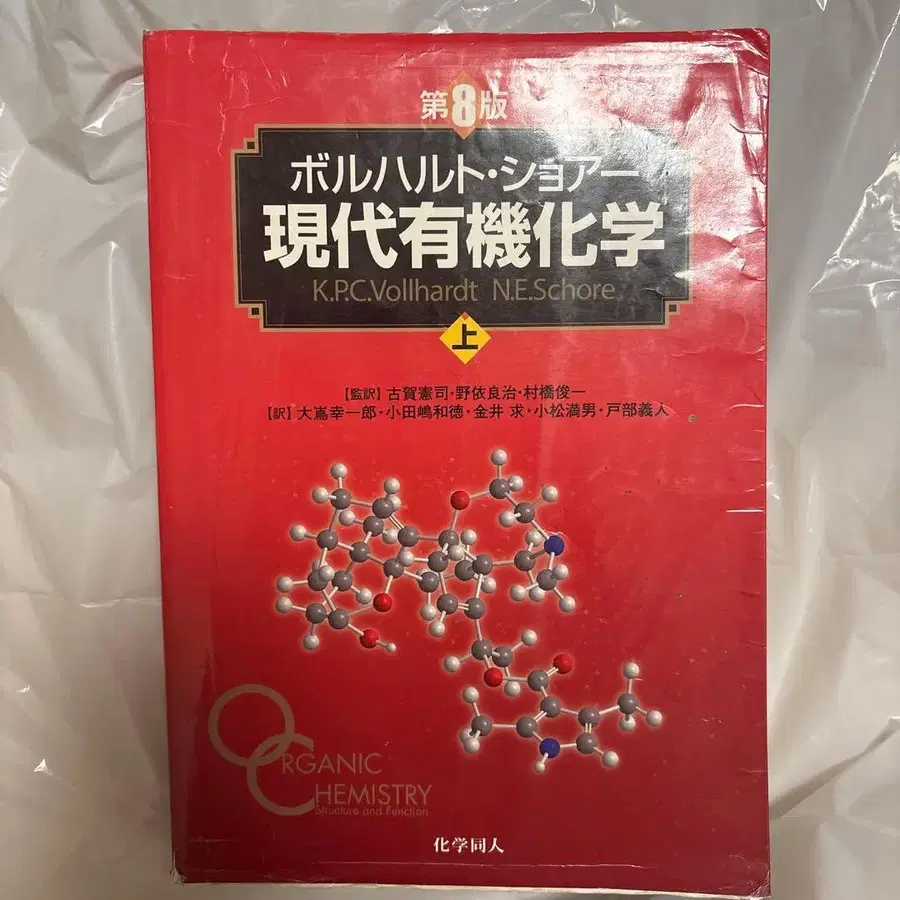 第8版
ボルハルト・ショアー
現代有機化学
K.P.C.Vollhardt N.E.Schore
上
【監訳】古賀憲司・野依良治・村橋俊一
【訳】大嶌幸一郎・小田嶋和徳・金井 求・小松満男・戸部義人
ORGANIC
CHEMISTRY
Structure and Function
化学同人